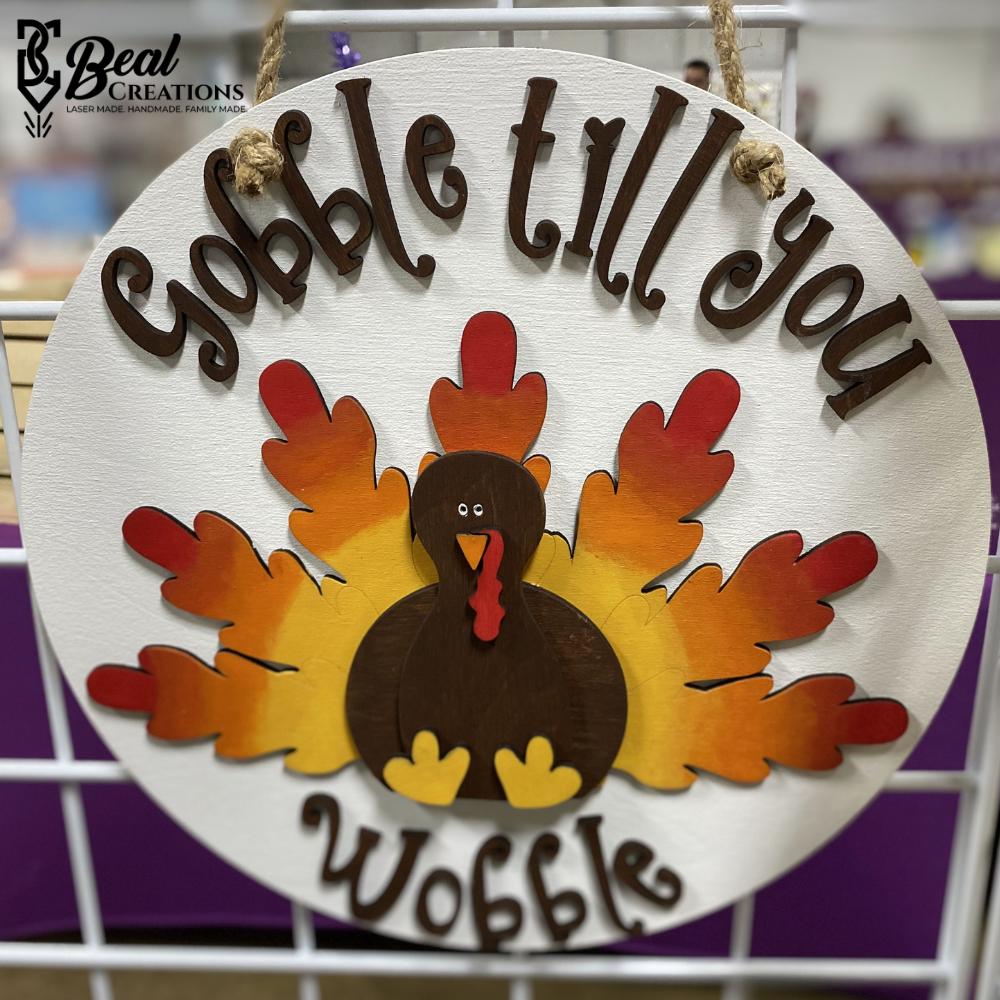 Beal
CREATIONS
LASER MADE. HANDMADE. FAMILY MADE
Gobble till you
Wobble